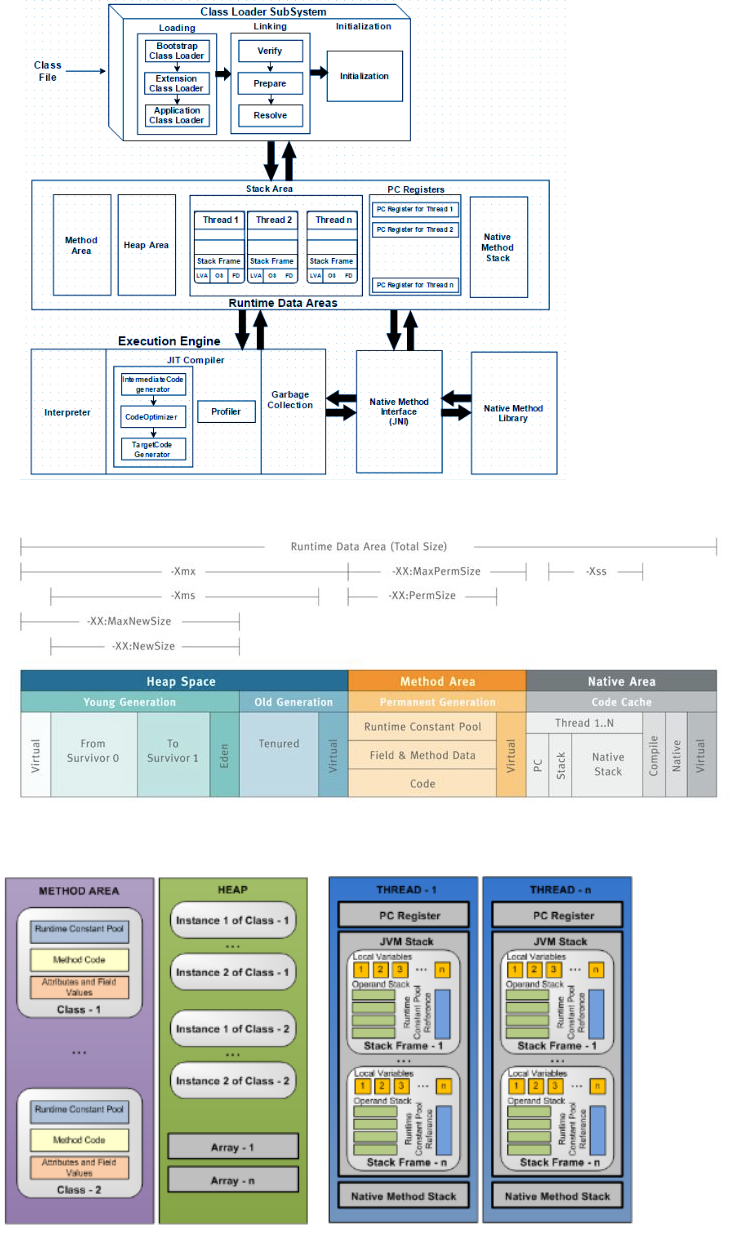 Class Loader SubSystem
Loading
Linking
Initialization
Class
File
Bootstrap
Class Loader
Extension
Class Loader
Application
Class Loader
Verify
Prepare
Resolve
Initialization
Stack Area
PC Registers
Method
Area
Heap Area
Thread 1
Thread 2
Thread n
Stack Frame
Stack Frame
Stack Frame
LVA OS FD
LVA OS FD
LVA OS FD
PC Register for Thread 1
PC Register for Thread 2
PC Register for Thread n
Native
Method
Stack
Runtime Data Areas
Execution Engine
JIT Compiler
Interpreter
IntermediateCode
generator
CodeOptimizer
TargetCode
Generator
Profiler
Garbage
Collection
Native Method
Interface
(JNI)
Native Method
Library
Runtime Data Area (Total Size)
-Xmx
-XX:MaxPermSize
-Xss
-Xms
-XX:PermSize
-XX:MaxNewSize
-XX:NewSize
Heap Space
Method Area
Native Area
Young Generation
Old Generation
Permanent Generation
Code Cache
Virtual
From
Survivor 0
To
Survivor 1
Eden
Tenured
Virtual
Runtime Constant Pool
Field & Method Data
Code
Virtual
Thread 1..N
PC
Stack
Native
Stack
Compile
Native
Virtual
METHOD AREA
Runtime Constant Pool
Method Code
Attributes and Field
Values
Class - 1
...
Runtime Constant Pool
Method Code
Attributes and Field
Values
Class - 2
HEAP
Instance 1 of Class - 1
...
Instance 2 of Class - 1
Instance 1 of Class - 2
...
Instance 2 of Class - 2
Array - 1
Array - n
THREAD - 1
PC Register
JVM Stack
Local Variables
1 2 3 ... n
Operand Stack
Runtime
Constant Pool
Reference
Stack Frame - 1
...
Local Variables
1 2 3 ... n
Operand Stack
Runtime
Constant Pool
Reference
Stack Frame - n
Native Method Stack
THREAD - n
PC Register
JVM Stack
Local Variables
1 2 3 ... n
Operand Stack
Runtime
Constant Pool
Reference
Stack Frame - 1
...
Local Variables
1 2 3 ... n
Operand Stack
Runtime
Constant Pool
Reference
Stack Frame - n
Native Method Stack